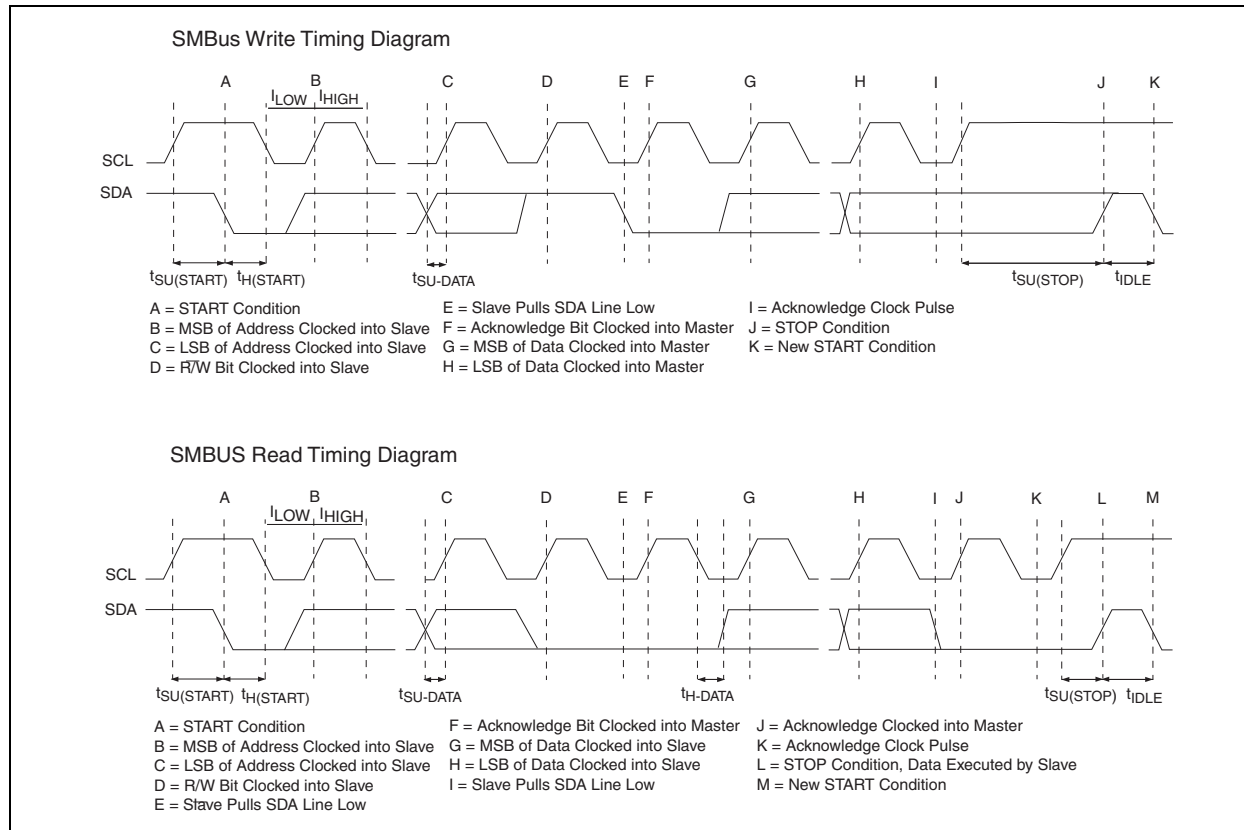 SMBus Write Timing Diagram
A B C D E F G H I J K
ILOW IHIGH
SCL
SDA
tSU(START) tH(START) tSU-DATA tSU(STOP) tIDLE
A = START Condition
B = MSB of Address Clocked into Slave
C = LSB of Address Clocked into Slave
D = R/W Bit Clocked into Slave
E = Slave Pulls SDA Line Low
F = Acknowledge Bit Clocked into Master
G = MSB of Data Clocked into Master
H = LSB of Data Clocked into Master
I = Acknowledge Clock Pulse
J = STOP Condition
K = New START Condition
SMBUS Read Timing Diagram
A B C D E F G H I J K L M
ILOW IHIGH
SCL
SDA
tSU(START) tH(START) tSU-DATA tH-DATA tSU(STOP) tIDLE
A = START Condition
B = MSB of Address Clocked into Slave
C = LSB of Address Clocked into Slave
D = R/W Bit Clocked into Slave
E = Slave Pulls SDA Line Low
F = Acknowledge Bit Clocked into Master
G = MSB of Data Clocked into Slave
H = LSB of Data Clocked into Slave
I = Slave Pulls SDA Line Low
J = Acknowledge Clocked into Master
K = Acknowledge Clock Pulse
L = STOP Condition, Data Executed by Slave
M = New START Condition